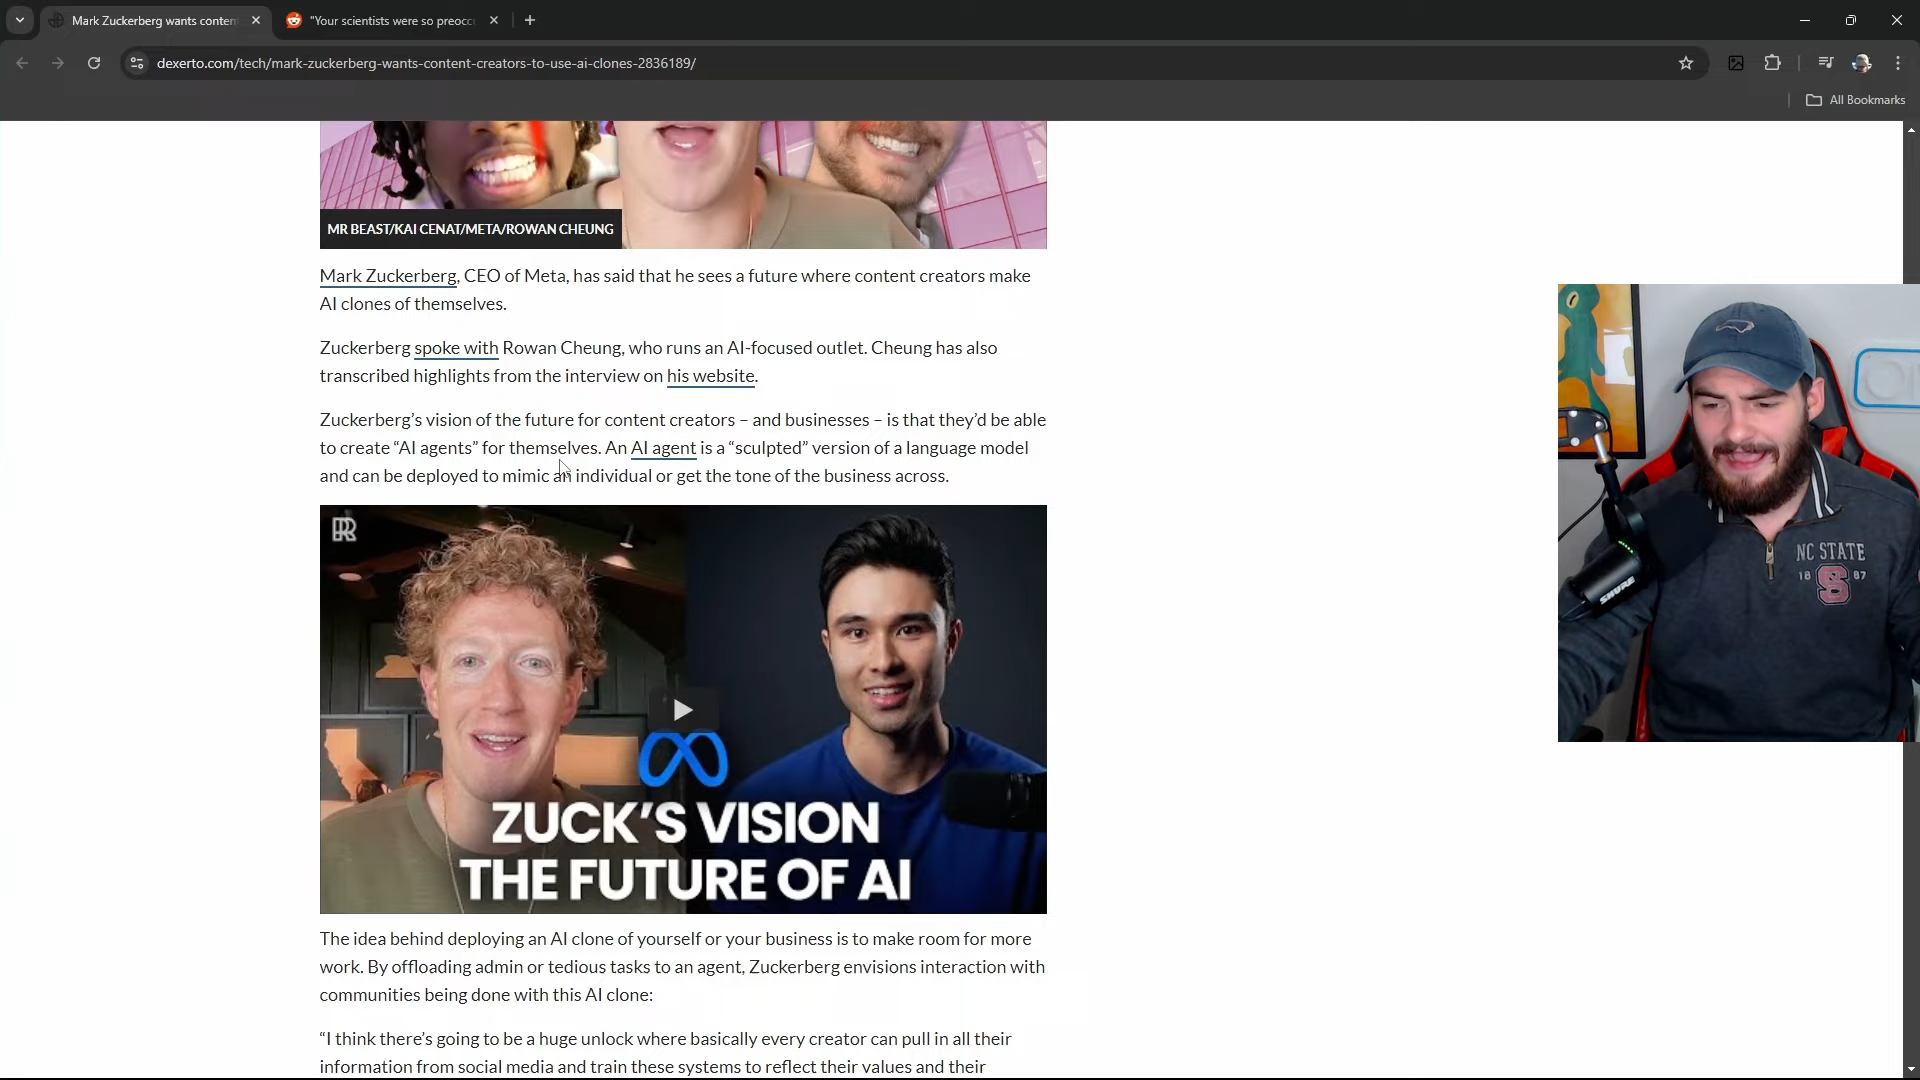 Mark Zuckerberg wants conten
"Your scientists were so preocc
dexerto.com/tech/mark-zuckerberg-wants-content-creators-to-use-ai-clones-2836189/
All Bookmarks
MR BEAST/KAI CENAT/META/ROWAN CHEUNG
Mark Zuckerberg, CEO of Meta, has said that he sees a future where content creators make
AI clones of themselves.
Zuckerberg spoke with Rowan Cheung, who runs an AI-focused outlet. Cheung has also
transcribed highlights from the interview on his website.
Zuckerberg’s vision of the future for content creators – and businesses – is that they’d be able
to create “AI agents” for themselves. An AI agent is a “sculpted” version of a language model
and can be deployed to mimic an individual or get the tone of the business across.
R
ZUCK’S VISION
THE FUTURE OF AI
The idea behind deploying an AI clone of yourself or your business is to make room for more
work. By offloading admin or tedious tasks to an agent, Zuckerberg envisions interaction with
communities being done with this AI clone:
“I think there’s going to be a huge unlock where basically every creator can pull in all their
information from social media and train these systems to reflect their values and their
NC STATE
18 S 87
SHURE